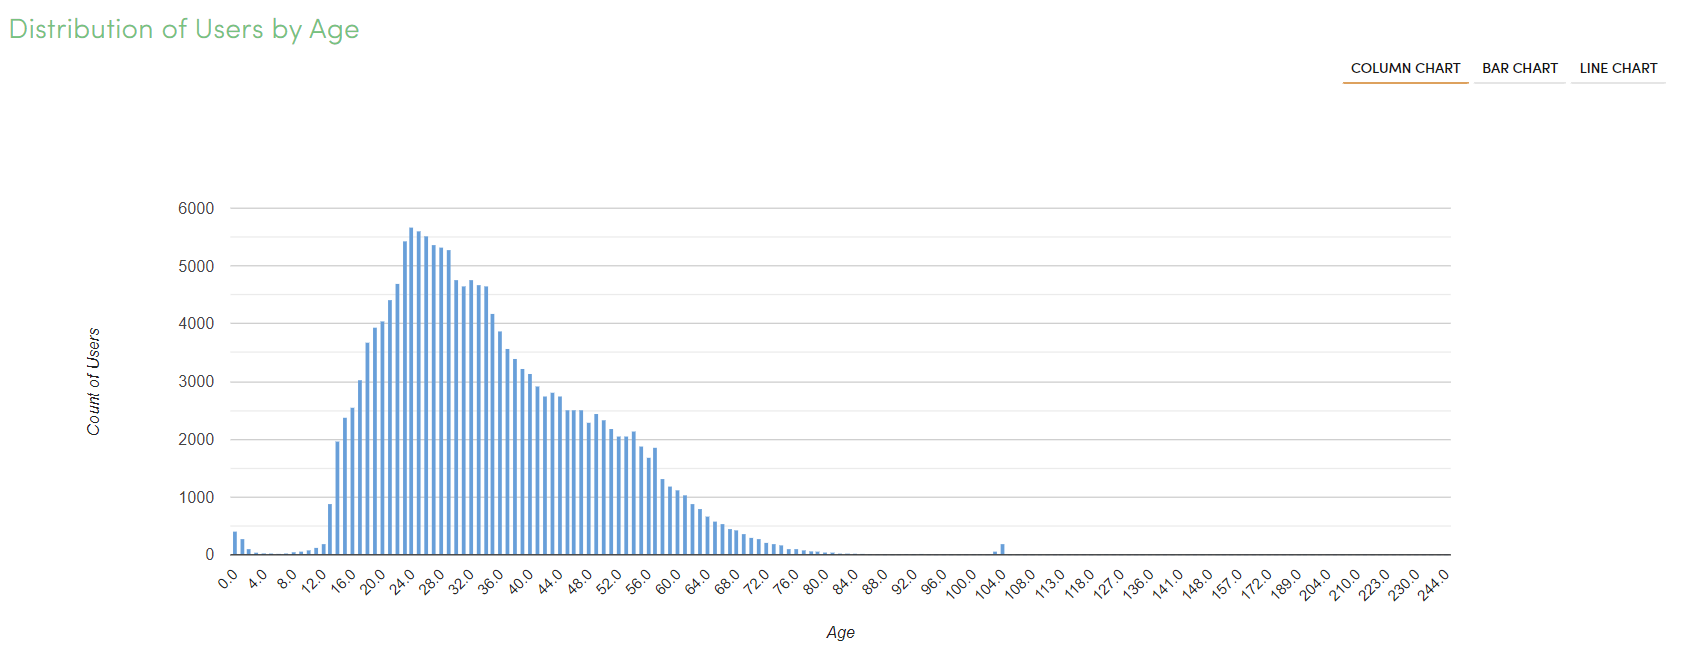 Distribution of Users by Age
COLUMN CHART BAR CHART LINE CHART
6000
5000
4000
3000
2000
1000
0
Count of Users
0.0 4.0 8.0 12.0 16.0 20.0 24.0 28.0 32.0 36.0 40.0 44.0 48.0 52.0 56.0 60.0 64.0 68.0 72.0 76.0 80.0 84.0 88.0 92.0 96.0 100.0 104.0 108.0 113.0 118.0 127.0 136.0 141.0 148.0 157.0 172.0 189.0 204.0 210.0 223.0 230.0 244.0
Age